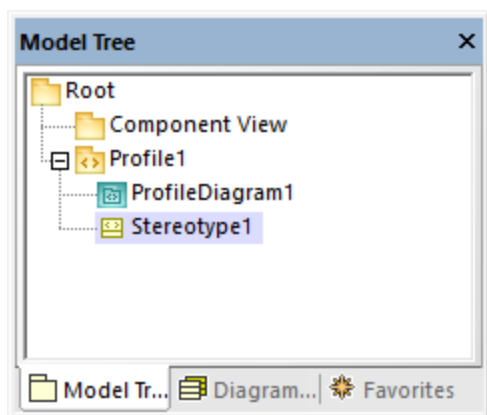 Model Tree
Root
Component View
Profile1
ProfileDiagram1
Stereotype1
Model Tr... Diagram... Favorites